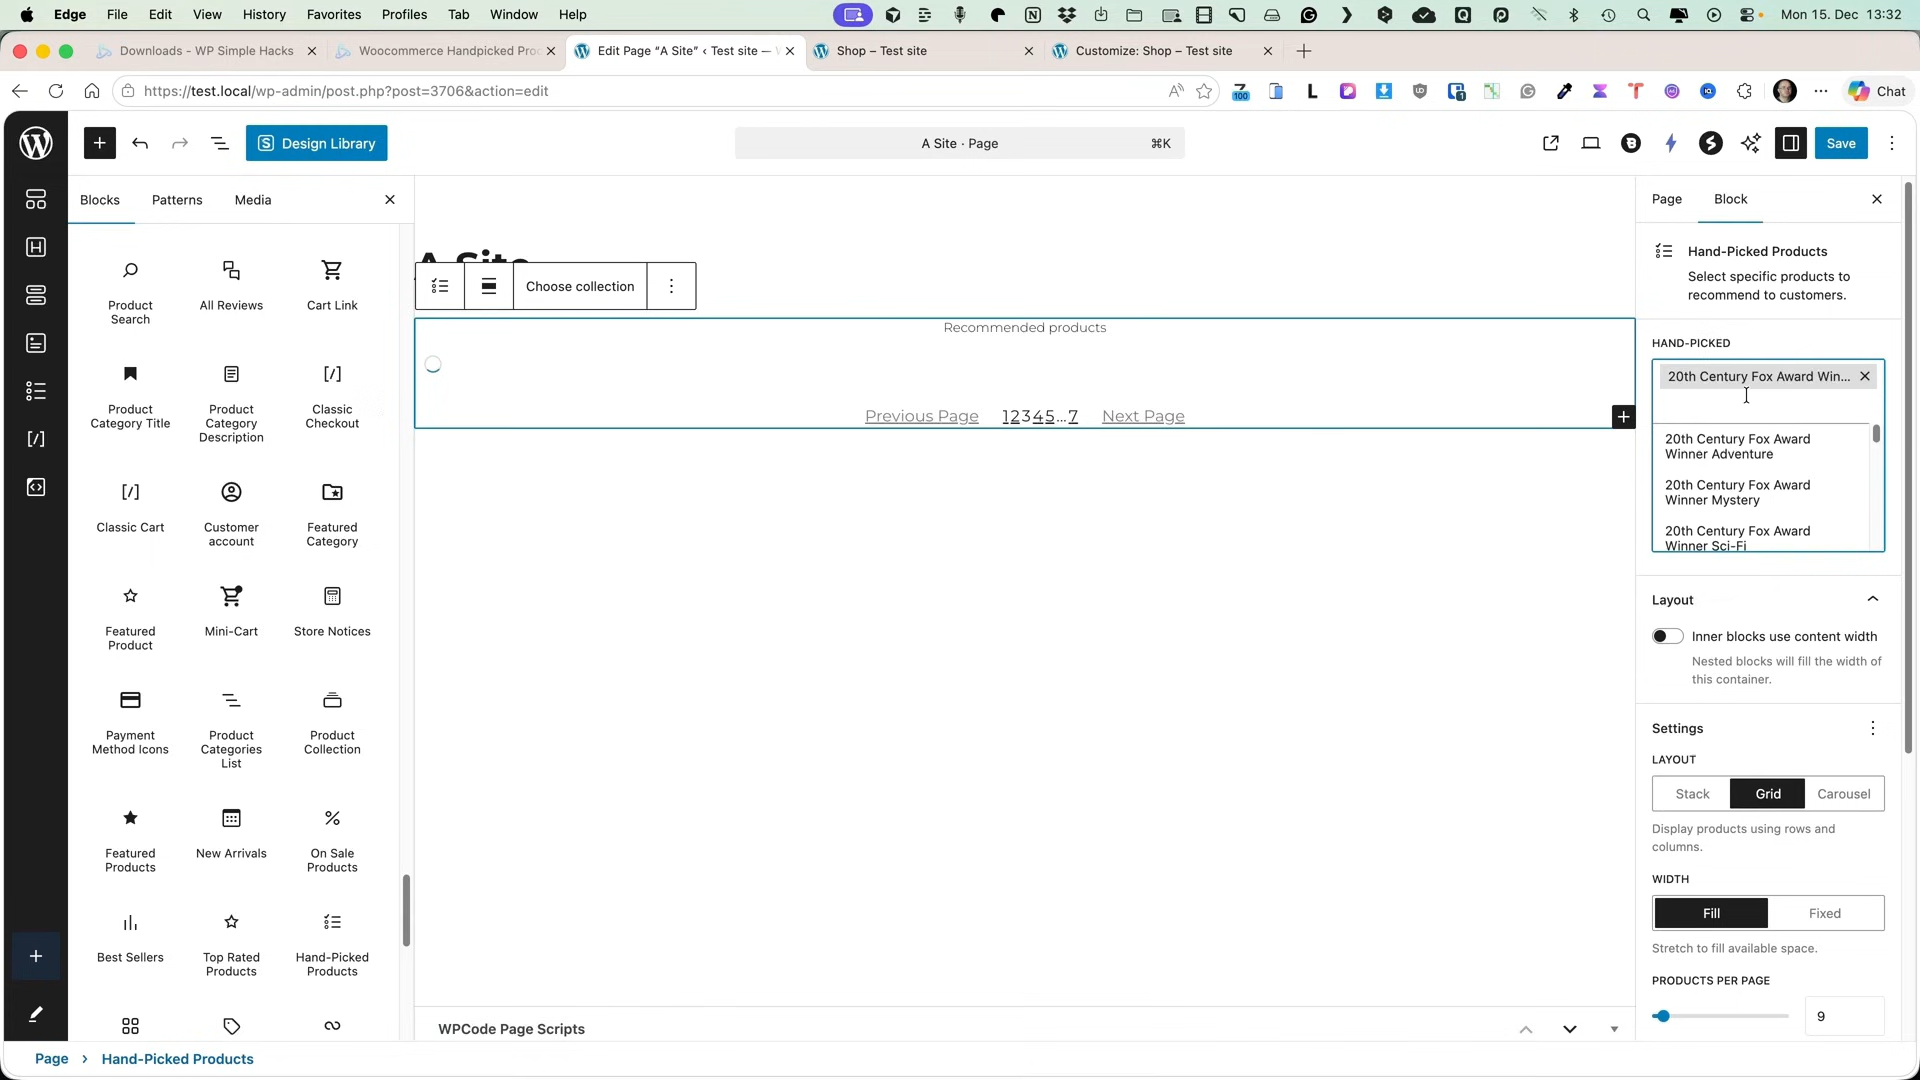 Edge File Edit View History Favorites Profiles Tab Window Help
Mon 15. Dec 13:32
Downloads - WP Simple Hacks
Woocommerce Handpicked Proc
Edit Page “A Site” ‹ Test site —
Shop – Test site
Customize: Shop – Test site
https://test.local/wp-admin/post.php?post=3706&action=edit
100
1
Chat
Design Library
A Site · Page
⌘K
Save
Blocks
Patterns
Media
Product
Search
All Reviews
Cart Link
Product
Category Title
Product
Category
Description
Classic
Checkout
Classic Cart
Customer
account
Featured
Category
Featured
Product
Mini-Cart
Store Notices
Payment
Method Icons
Product
Categories
List
Product
Collection
Featured
Products
New Arrivals
On Sale
Products
Best Sellers
Top Rated
Products
Hand-Picked
Products
A Site
Choose collection
Recommended products
Previous Page
12345...7
Next Page
WPCode Page Scripts
Page
Block
Hand-Picked Products
Select specific products to
recommend to customers.
HAND-PICKED
20th Century Fox Award Win...
20th Century Fox Award
Winner Adventure
20th Century Fox Award
Winner Mystery
20th Century Fox Award
Winner Sci-Fi
Layout
Inner blocks use content width
Nested blocks will fill the width of
this container.
Settings
LAYOUT
Stack
Grid
Carousel
Display products using rows and
columns.
WIDTH
Fill
Fixed
Stretch to fill available space.
PRODUCTS PER PAGE
9
Page › Hand-Picked Products